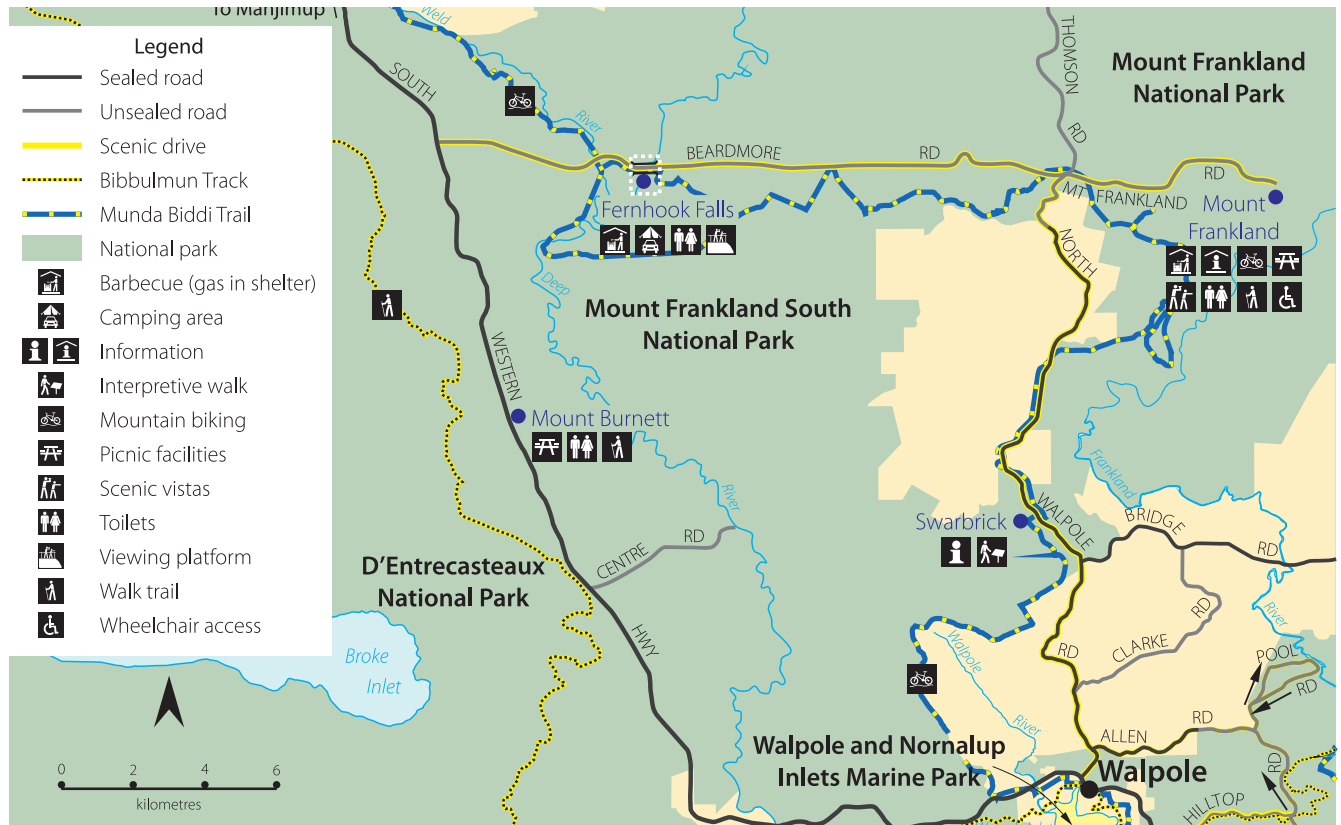 To Manjimup
Legend
Sealed road
Unsealed road
Scenic drive
Bibbulmun Track
Munda Biddi Trail
National park
Barbecue (gas in shelter)
Camping area
Information
Interpretive walk
Mountain biking
Picnic facilities
Scenic vistas
Toilets
Viewing platform
Walk trail
Wheelchair access
Broke
Inlet
0 2 4 6
kilometres
Weld
River
SOUTH
WESTERN
HWY
BEARDMORE RD
THOMSON
RD
Mount Frankland
National Park
MT FRANKLAND
RD
Mount
Frankland
Fernhook Falls
Deep
River
Mount Frankland South
National Park
NORTH
WALPOLE
RD
Mount Burnett
CENTRE RD
D'Entrecasteaux
National Park
Swarbrick
Frankland
River
BRIDGE
RD
CLARKE
RD
POOL
RD
Walpole
River
ALLEN
RD
Walpole and Nornalup
Inlets Marine Park
Walpole
HILLTOP
RD